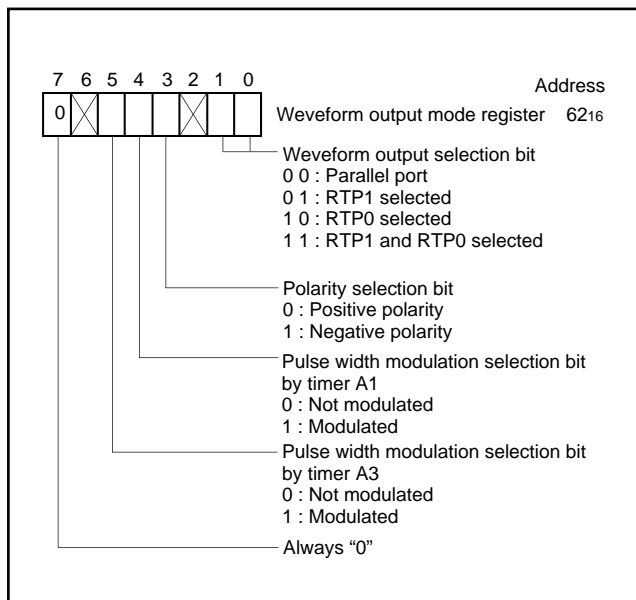 7 6 5 4 3 2 1 0
Address
0
Weveform output mode register 6216
Weveform output selection bit
0 0 : Parallel port
0 1 : RTP1 selected
1 0 : RTP0 selected
1 1 : RTP1 and RTP0 selected
Polarity selection bit
0 : Positive polarity
1 : Negative polarity
Pulse width modulation selection bit
by timer A1
0 : Not modulated
1 : Modulated
Pulse width modulation selection bit
by timer A3
0 : Not modulated
1 : Modulated
Always “0”